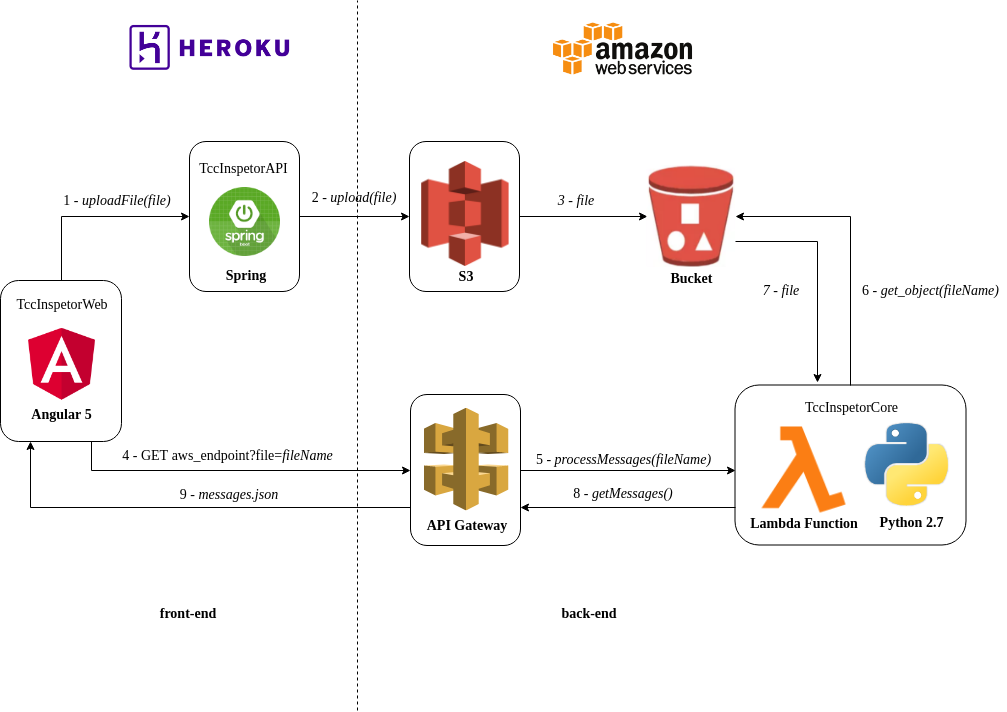 HEROKU
amazon
web services
TccInspetorAPI
1 - uploadFile(file)
2 - upload(file)
3 - file
spring
boot
Spring
S3
Bucket
7 - file
6 - get_object(fileName)
TccInspetorWeb
Angular 5
TccInspetorCore
4 - GET aws_endpoint?file=fileName
5 - processMessages(fileName)
9 - messages.json
8 - getMessages()
API Gateway
Lambda Function
Python 2.7
front-end
back-end